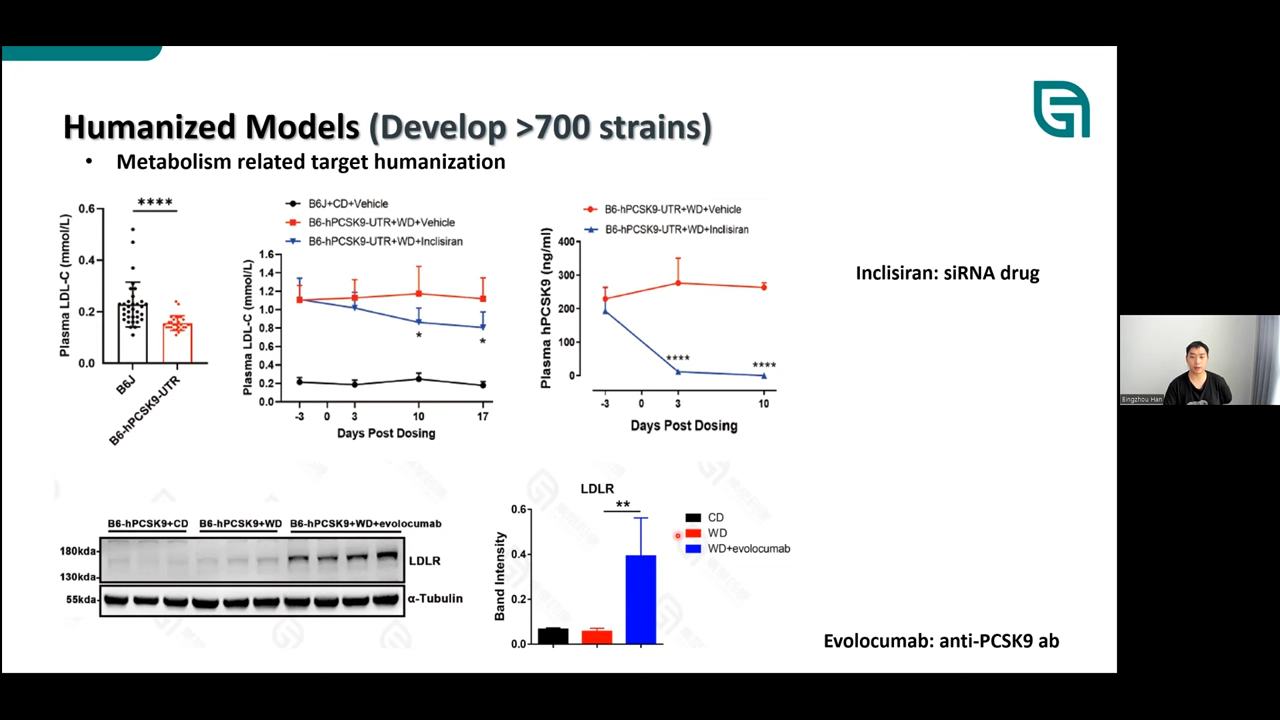 Humanized Models (Develop >700 strains)
• Metabolism related target humanization
****
Plasma LDL-C (mmol/L)
0.6
0.4
0.2
0.0
B6J
B6-hPCSK9-UTR
B6J+CD+Vehicle
B6-hPCSK9-UTR+WD+Vehicle
B6-hPCSK9-UTR+WD+Inclisiran
Plasma LDL-C (mmol/L)
1.6
1.4
1.2
1.0
0.8
0.6
0.4
0.2
0.0
*
*
-3 0 3 10 17
Days Post Dosing
B6-hPCSK9-UTR+WD+Vehicle
B6-hPCSK9-UTR+WD+Inclisiran
Plasma hPCSK9 (ng/ml)
400
300
200
100
0
****
****
-3 0 3 10
Days Post Dosing
Inclisiran: siRNA drug
Bingzhou Han
B6-hPCSK9+CD B6-hPCSK9+WD B6-hPCSK9+WD+evolocumab
180kda
130kda
55kda
LDLR
α-Tubulin
LDLR
**
Band Intensity
0.6
0.4
0.2
0.0
CD
WD
WD+evolocumab
Evolocumab: anti-PCSK9 ab